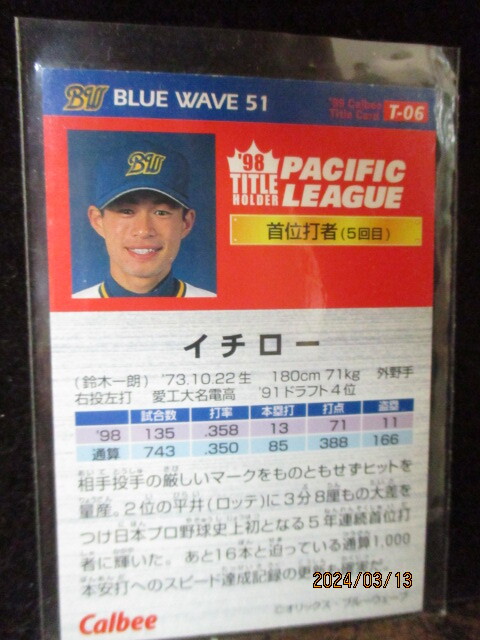 BW BLUE WAVE 51
'99 Calbee
Title Card
T-06
BW
'98
TITLE
HOLDER
PACIFIC
LEAGUE
首位打者(5回目)
イチロー
(鈴木一朗) '73.10.22生 180cm 71kg 外野手
右投左打 愛工大名電高 '91ドラフト4位
試合数 打率 本塁打 打点 盗塁
'98 135 .358 13 71 11
通算 743 .350 85 388 166
相手投手の厳しいマークをものともせずヒットを
量産。2位の平井(ロッテ)に3分8厘もの大差を
つけ日本プロ野球史上初となる5年連続首位打
者に輝いた。あと16本と迫っている通算1,000
本安打へのスピード達成記録の更新
2024/03/13
Calbee
©オリックス・ブルーウェーブ